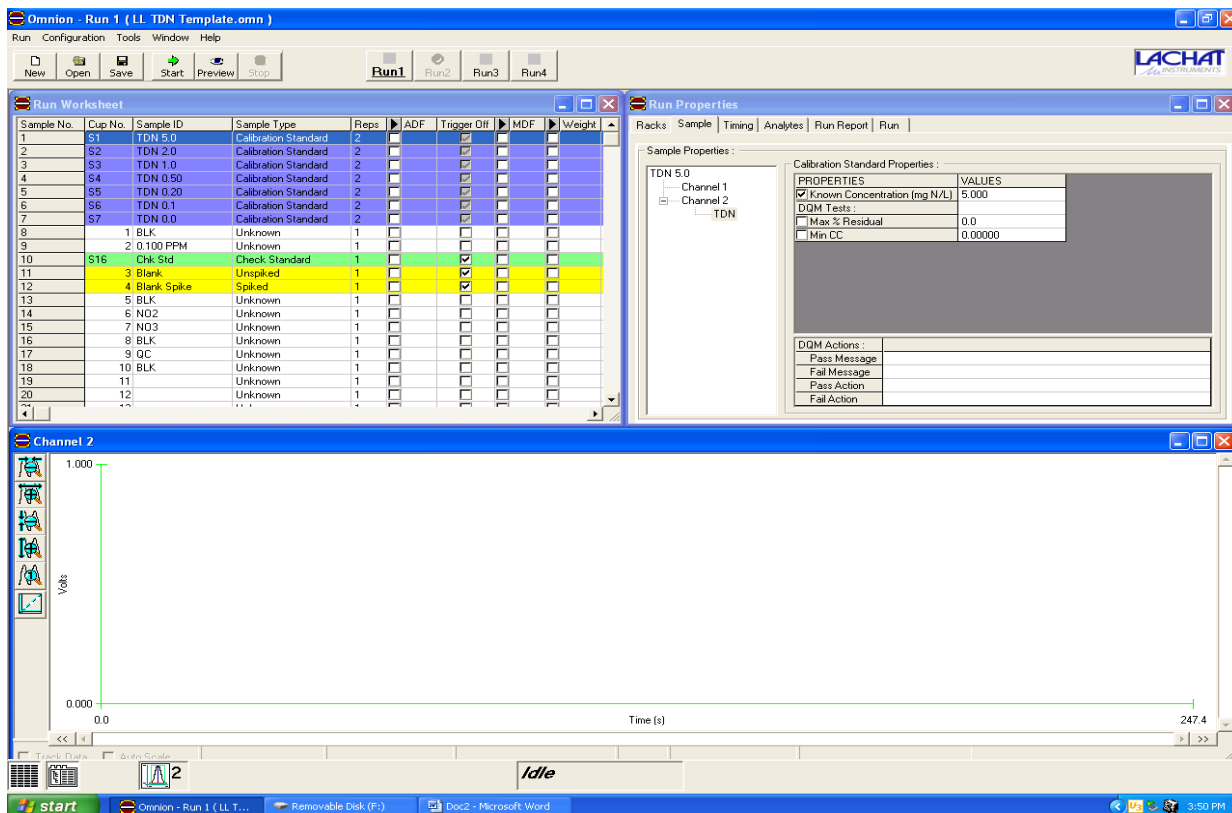 Omnion - Run 1 ( LL TDN Template.omn )
Run Configuration Tools Window Help
New Open Save Start Preview Stop Run1 Run2 Run3 Run4
LACHAT
INSTRUMENTS
Run Worksheet
Sample No. Cup No. Sample ID Sample Type Reps ADF Trigger Off MDF Weight
1 S1 TDN 5.0 Calibration Standard 2
2 S2 TDN 2.0 Calibration Standard 2
3 S3 TDN 1.0 Calibration Standard 2
4 S4 TDN 0.50 Calibration Standard 2
5 S5 TDN 0.20 Calibration Standard 2
6 S6 TDN 0.1 Calibration Standard 2
7 S7 TDN 0.0 Calibration Standard 2
8 1 BLK Unknown 1
9 2 0.100 PPM Unknown 1
10 S16 Chk Std Check Standard 1
11 3 Blank Unspiked 1
12 4 Blank Spike Spiked 1
13 5 BLK Unknown 1
14 6 NO2 Unknown 1
15 7 NO3 Unknown 1
16 8 BLK Unknown 1
17 9 QC Unknown 1
18 10 BLK Unknown 1
19 11 Unknown 1
20 12 Unknown 1
Run Properties
Racks Sample Timing Analytes Run Report Run
Sample Properties :
TDN 5.0
Channel 1
Channel 2
TDN
Calibration Standard Properties :
PROPERTIES VALUES
Known Concentration (mg N/L) 5.000
DQM Tests :
Max % Residual 0.0
Min CC 0.00000
DQM Actions :
Pass Message
Fail Message
Pass Action
Fail Action
Channel 2
1.000
Volts
0.000
0.0 Time (s) 247.4
<< >>
Track Data Auto Scale
2 Idle
start Omnion - Run 1 ( LL T... Removable Disk (F:) Doc2 - Microsoft Word 3:50 PM